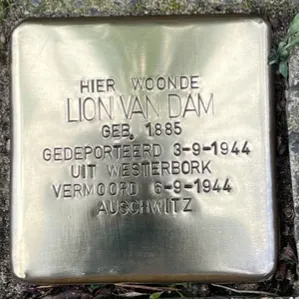 HIER WOONDE
LION VAN DAM
GEB. 1885
GEDEPORTEERD 3-9-1944
UIT WESTERBORK
VERMOORD 6-9-1944
AUSCHWITZ